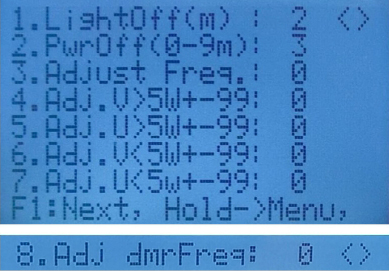 1.LightOff(m) : 2 <>
2.PwrOff(0-9m): 3
3.Adjust Freq.: 0
4.Adj.V>5W+-99: 0
5.Adj.U>5W+-99: 0
6.Adj.V<5w+-99: 0
7.Adj.U<5w+-99: 0
F1:Next, Hold->Menu,
8.Adj dmrFreq: 0 <>